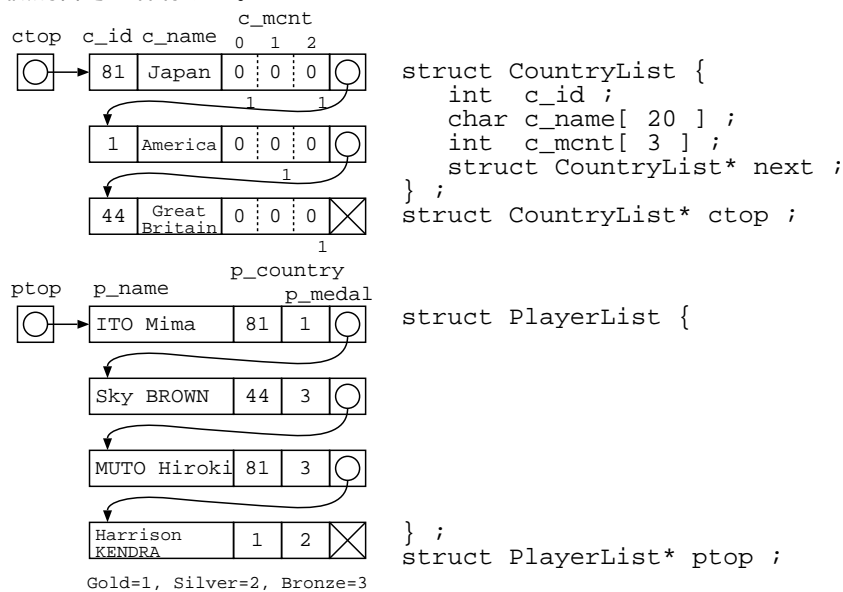 c_mcnt
ctop c_id c_name 0 1 2
81 Japan 0 0 0
1 1
1 America 0 0 0
1
44 Great Britain 0 0 0
1
struct CountryList {
int c_id ;
char c_name[ 20 ] ;
int c_mcnt[ 3 ] ;
struct CountryList* next ;
} ;
struct CountryList* ctop ;
p_country
ptop p_name p_medal
ITO Mima 81 1
Sky BROWN 44 3
MUTO Hiroki 81 3
Harrison KENDRA 1 2
Gold=1, Silver=2, Bronze=3
struct PlayerList {
} ;
struct PlayerList* ptop ;